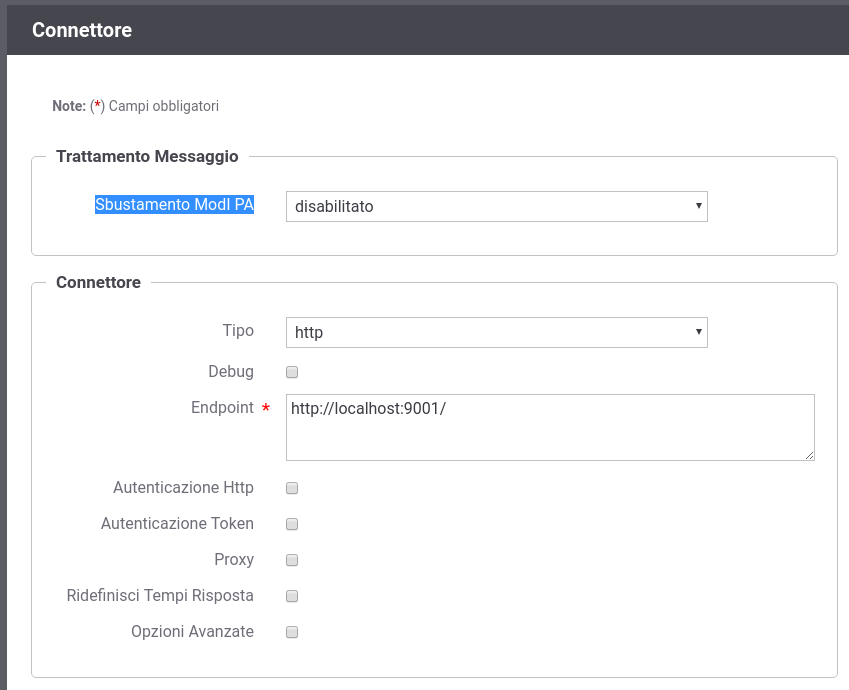 Connettore
Note: (*) Campi obbligatori
Trattamento Messaggio
Sbustamento ModI PA disabilitato
Connettore
Tipo http
Debug
Endpoint * http://localhost:9001/
Autenticazione Http
Autenticazione Token
Proxy
Ridefinisci Tempi Risposta
Opzioni Avanzate